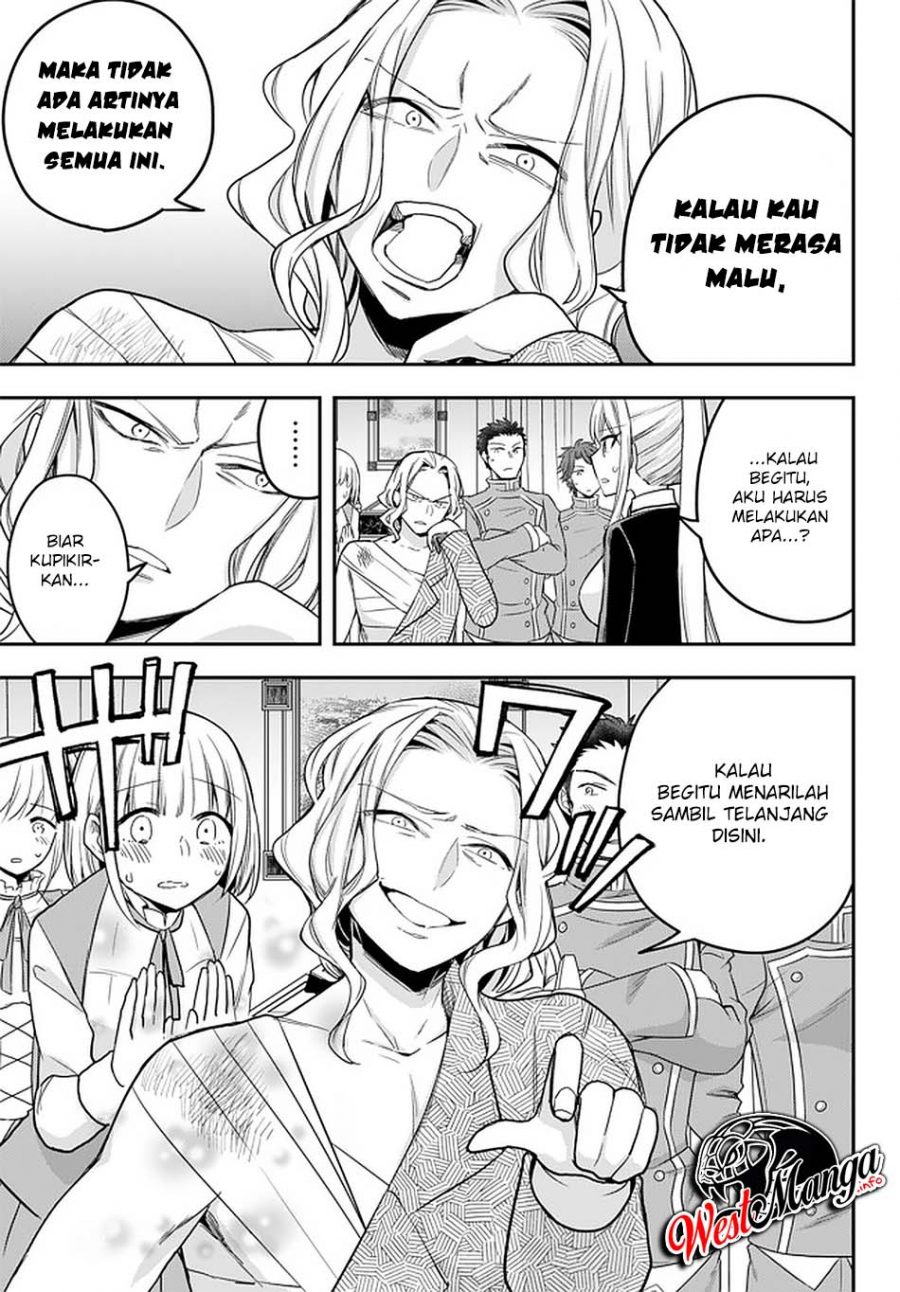 KALAU KAU
TIDAK MERASA
MALU,
MAKA TIDAK
ADA ARTINYA
MELAKUKAN
SEMUA INI.
...KALAU
BEGITU,
AKU HARUS
MELAKUKAN
APA...?
......
BIAR
KUPIKIR-
KAN...
KALAU
BEGITU MENARILAH
SAMBIL TELANJANG
DISINI.
WestManga
.info